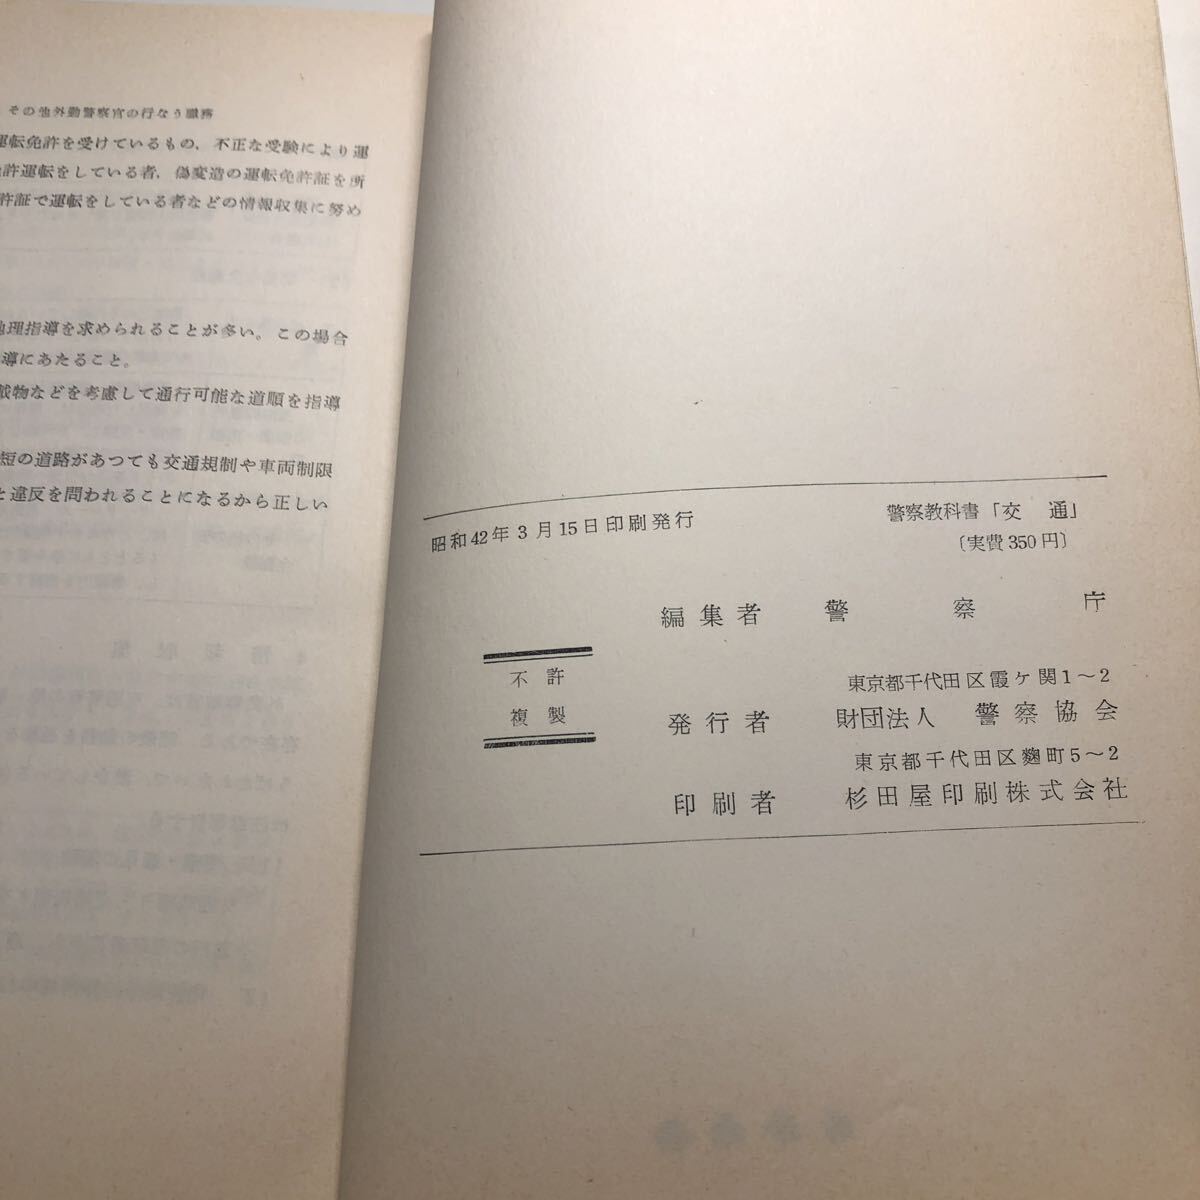 その他外勤警察官の行なう職務
運転免許を受けているもの、不正な受験により運
許運転をしている者、偽変造の運転免許証を所
許証で運転をしている者などの情報収集に努め
地理指導を求められることが多い。この場合
導にあたること。
載物などを考慮して通行可能な道順を指導
短の道路があつても交通規制や車両制限
と違反を問われることになるから正しい
昭和42年3月15日印刷発行
警察教科書「交 通」
〔実費350円〕
編集者 警 察 庁
不許
複製
東京都千代田区霞ケ関1〜2
発行者 財団法人 警察協会
東京都千代田区麹町5〜2
印刷者 杉田屋印刷株式会社